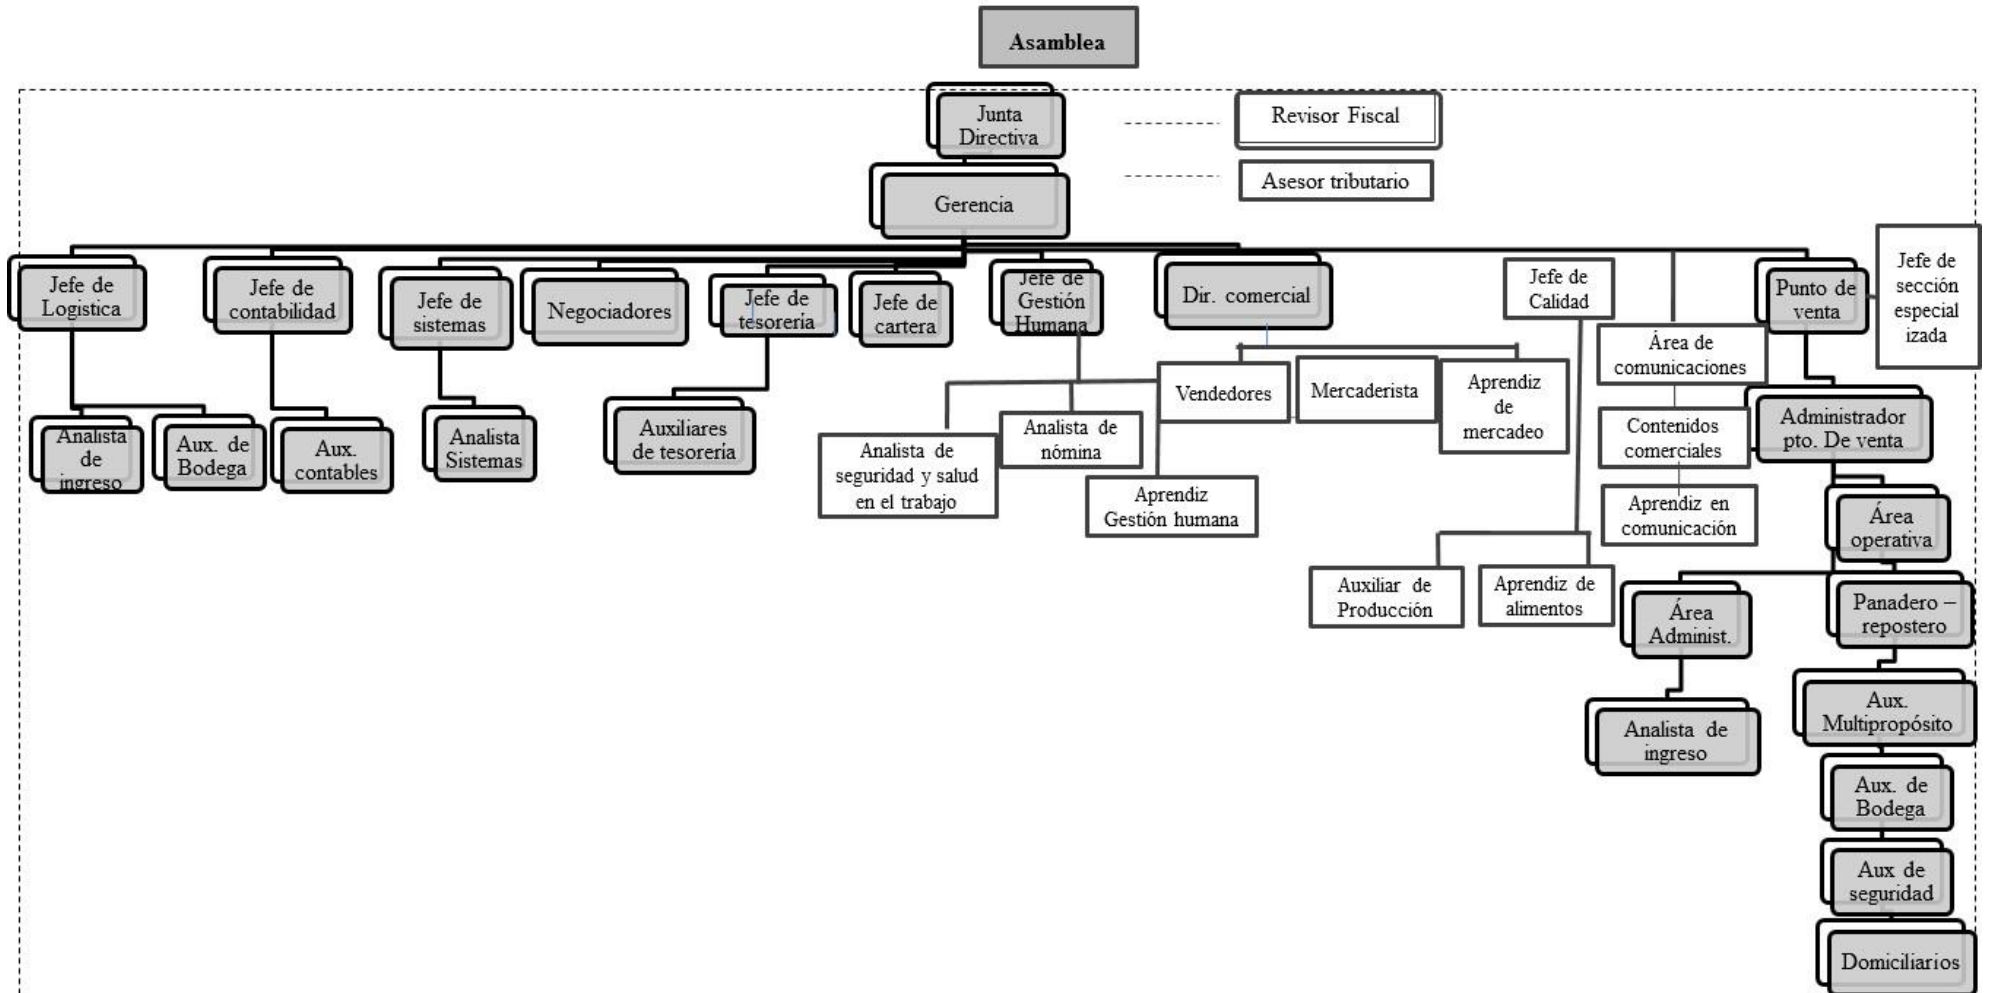 Asamblea
Junta
Directiva
Revisor Fiscal
Asesor tributario
Gerencia
Jefe de
Logistica
Jefe de
contabilidad
Jefe de
sistemas
Negociadores
Jefe de
tesorería
Jefe de
cartera
Jefe de
Gestión
Humana
Dir. comercial
Jefe de
Calidad
Punto de
venta
Jefe de
sección
especial
izada
Área de
comunicaciones
Vendedores
Mercaderista
Aprendiz
de
mercadeo
Contenidos
comerciales
Administrador
pto. De venta
Analista
de
ingreso
Aux. de
Bodega
Aux.
contables
Analista
Sistemas
Auxiliares
de tesorería
Analista de
seguridad y salud
en el trabajo
Analista de
nómina
Aprendiz
Gestión humana
Aprendiz en
comunicación
Área
operativa
Auxiliar de
Producción
Aprendiz de
alimentos
Área
Administ.
Panadero –
repostero
Analista de
ingreso
Aux.
Multipropósito
Aux. de
Bodega
Aux de
seguridad
Domiciliarios